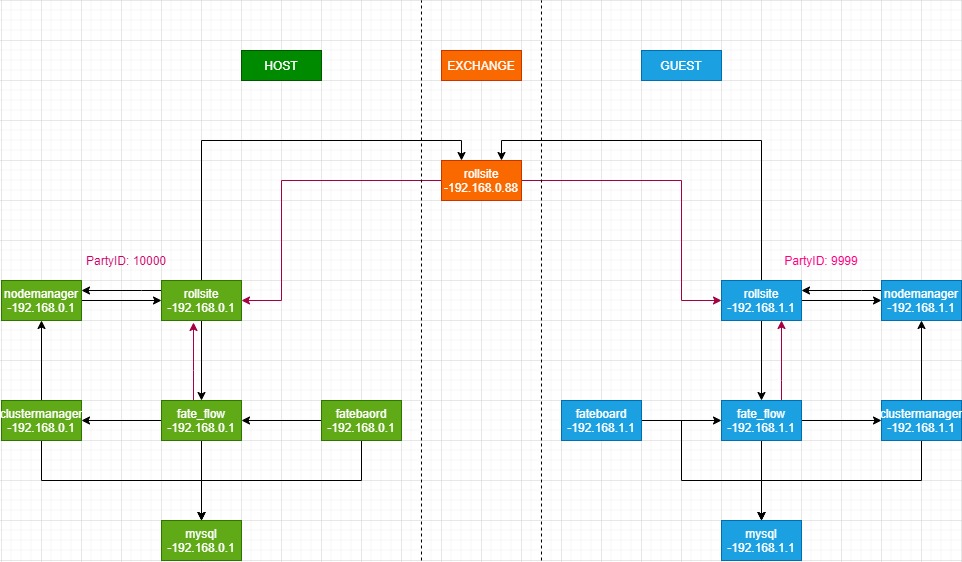 HOST
EXCHANGE
GUEST
rollsite
-192.168.0.88
PartyID: 10000
PartyID: 9999
nodemanager
-192.168.0.1
rollsite
-192.168.0.1
rollsite
-192.168.1.1
nodemanager
-192.168.1.1
clustermanager
-192.168.0.1
fate_flow
-192.168.0.1
fatebaord
-192.168.0.1
fateboard
-192.168.1.1
fate_flow
-192.168.1.1
clustermanager
-192.168.1.1
mysql
-192.168.0.1
mysql
-192.168.1.1